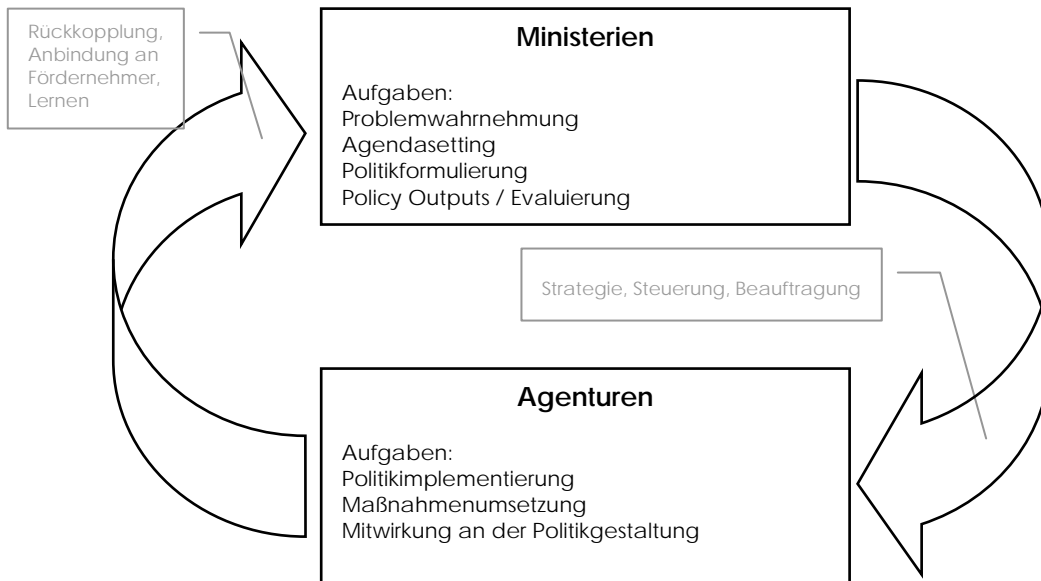 Rückkopplung,
Anbindung an
Fördernehmer,
Lernen
Ministerien
Aufgaben:
Problemwahrnehmung
Agendasetting
Politikformulierung
Policy Outputs / Evaluierung
Strategie, Steuerung, Beauftragung
Agenturen
Aufgaben:
Politikimplementierung
Maßnahmenumsetzung
Mitwirkung an der Politikgestaltung